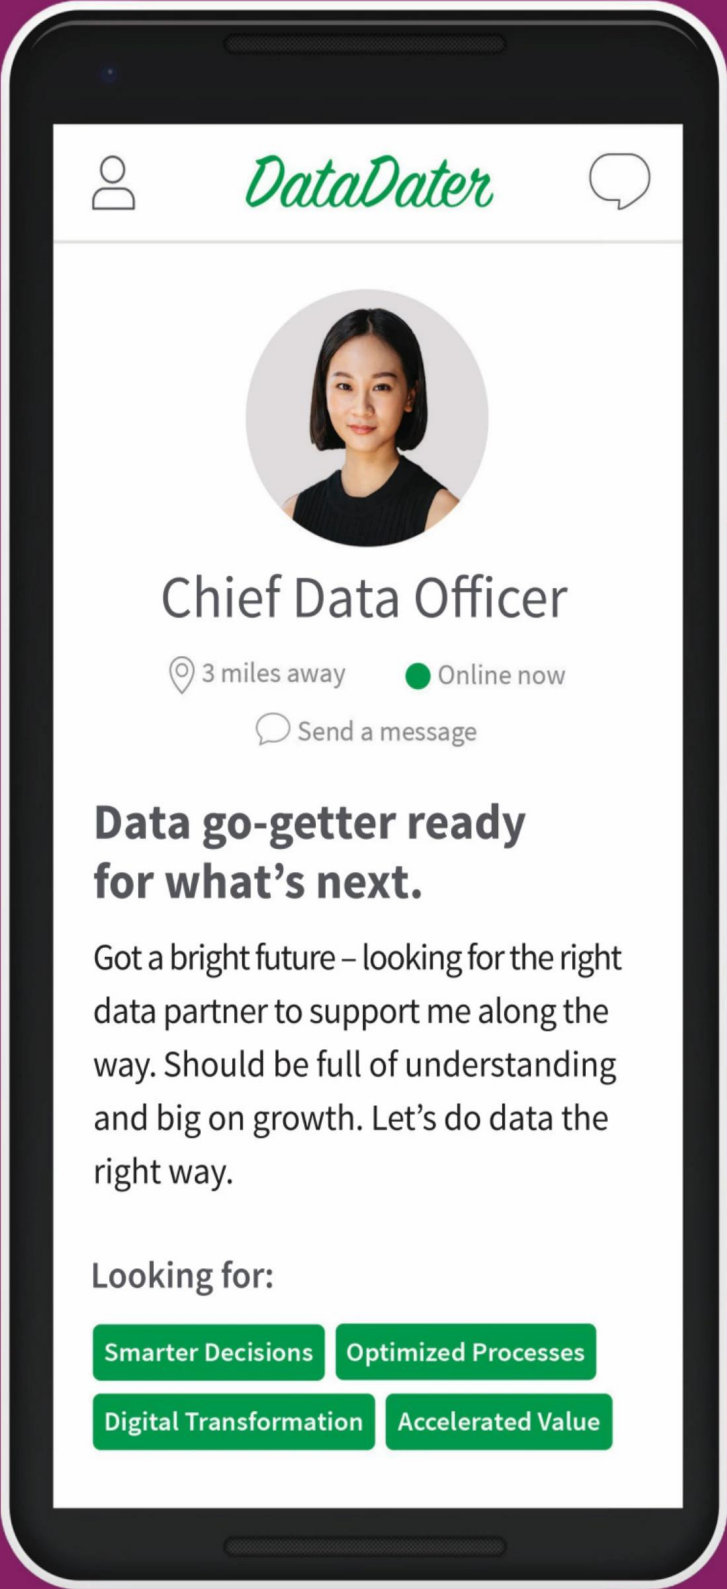 DataDater
Chief Data Officer
3 miles away
Online now
Send a message
Data go-getter ready
for what’s next.
Got a bright future – looking for the right
data partner to support me along the
way. Should be full of understanding
and big on growth. Let’s do data the
right way.
Looking for:
Smarter Decisions
Optimized Processes
Digital Transformation
Accelerated Value